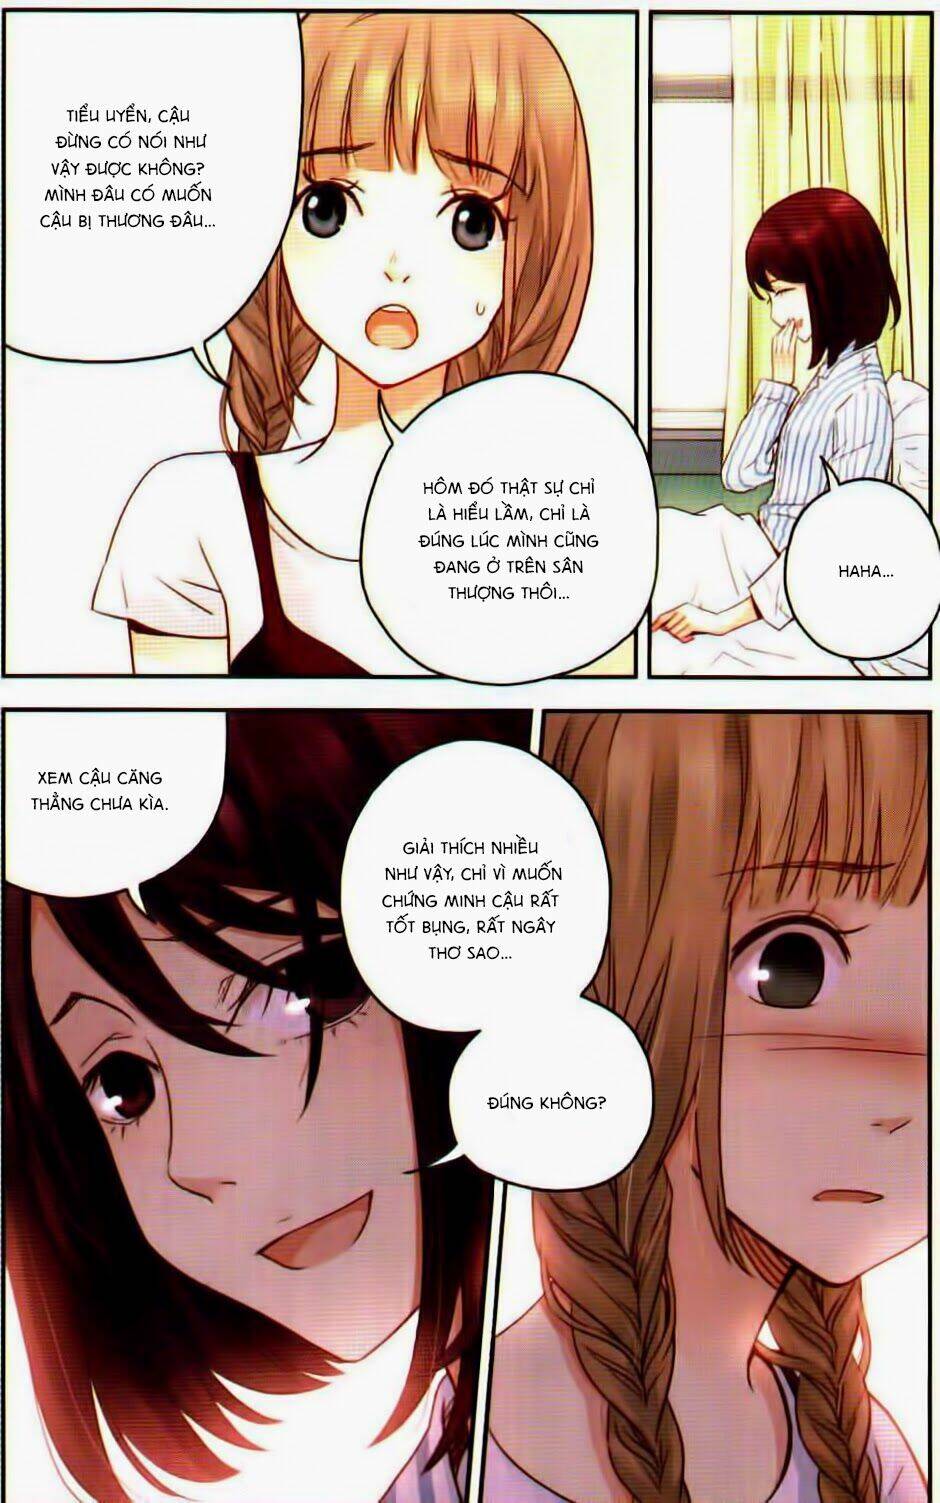 TIỂU UYỂN, CẬU
ĐỪNG CÓ NÓI NHƯ
VẬY ĐƯỢC KHÔNG?
MÌNH ĐÂU CÓ MUỐN
CẬU BỊ THƯƠNG ĐÂU...
HÔM ĐÓ THẬT SỰ CHỈ
LÀ HIỂU LẦM, CHỈ LÀ
ĐÚNG LÚC MÌNH CŨNG
ĐANG Ở TRÊN SÂN
THƯỢNG THÔI...
HAHA...
XEM CẬU CĂNG
THẲNG CHƯA KÌA.
GIẢI THÍCH NHIỀU
NHƯ VẬY, CHỈ VÌ MUỐN
CHỨNG MINH CẬU RẤT
TỐT BỤNG, RẤT NGÂY
THƠ SAO...
ĐÚNG KHÔNG?